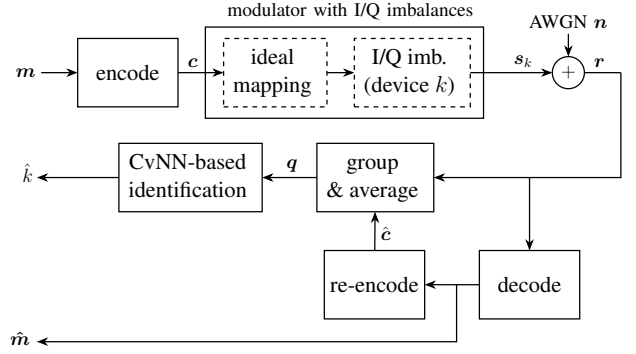 modulator with I/Q imbalances
AWGN n
m
encode
c
ideal
mapping
I/Q imb.
(device k)
s_k
+
r
k̂
CvNN-based
identification
q
group
& average
ĉ
re-encode
decode
m̂